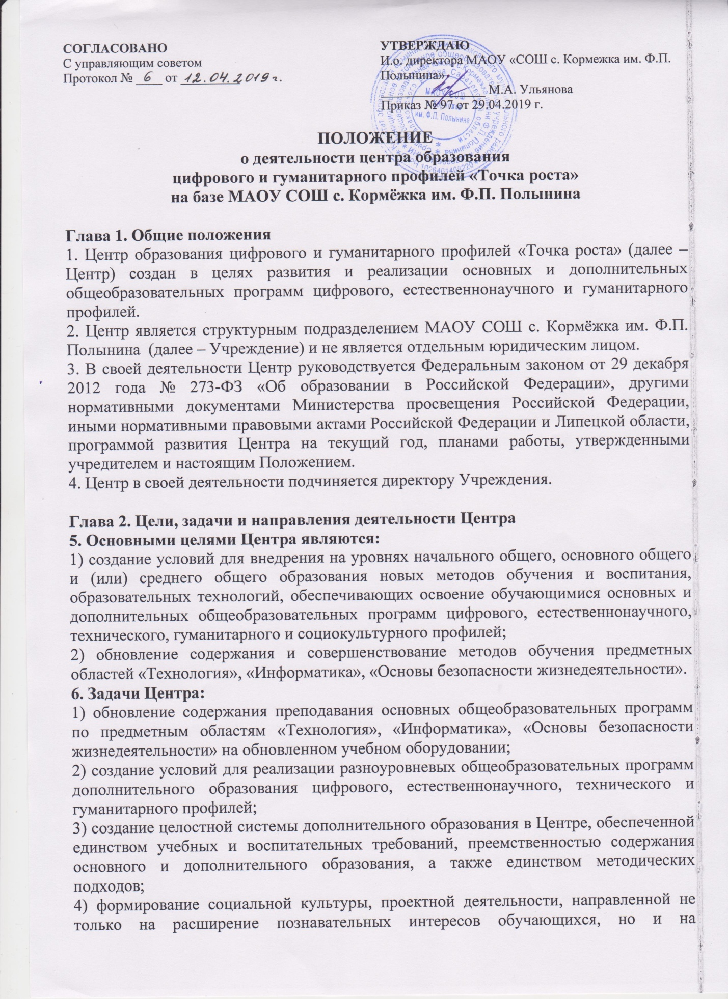 СОГЛАСОВАНО
С управляющим советом
Протокол № 6 от 12.04.2019 г.
УТВЕРЖДАЮ
И.о. директора МАОУ «СОШ с. Кормежка им. Ф.П.
Полынина»
М.А. Ульянова
Приказ № 97 от 29.04.2019 г.
МАОУ СОШ
с. Кормежка
им. Ф.П. Полынина
ПОЛОЖЕНИЕ
о деятельности центра образования
цифрового и гуманитарного профилей «Точка роста»
на базе МАОУ СОШ с. Кормёжка им. Ф.П. Полынина
Глава 1. Общие положения
1. Центр образования цифрового и гуманитарного профилей «Точка роста» (далее –
Центр) создан в целях развития и реализации основных и дополнительных
общеобразовательных программ цифрового, естественнонаучного и гуманитарного
профилей.
2. Центр является структурным подразделением МАОУ СОШ с. Кормёжка им. Ф.П.
Полынина (далее – Учреждение) и не является отдельным юридическим лицом.
3. В своей деятельности Центр руководствуется Федеральным законом от 29 декабря
2012 года № 273-ФЗ «Об образовании в Российской Федерации», другими
нормативными документами Министерства просвещения Российской Федерации,
иными нормативными правовыми актами Российской Федерации и Липецкой области,
программой развития Центра на текущий год, планами работы, утвержденными
учредителем и настоящим Положением.
4. Центр в своей деятельности подчиняется директору Учреждения.
Глава 2. Цели, задачи и направления деятельности Центра
5. Основными целями Центра являются:
1) создание условий для внедрения на уровнях начального общего, основного общего
и (или) среднего общего образования новых методов обучения и воспитания,
образовательных технологий, обеспечивающих освоение обучающимися основных и
дополнительных общеобразовательных программ цифрового, естественнонаучного,
технического, гуманитарного и социокультурного профилей;
2) обновление содержания и совершенствование методов обучения предметных
областей «Технология», «Информатика», «Основы безопасности жизнедеятельности».
6. Задачи Центра:
1) обновление содержания преподавания основных общеобразовательных программ
по предметным областям «Технология», «Информатика», «Основы безопасности
жизнедеятельности» на обновленном учебном оборудовании;
2) создание условий для реализации разноуровневых общеобразовательных программ
дополнительного образования цифрового, естественнонаучного, технического и
гуманитарного профилей;
3) создание целостной системы дополнительного образования в Центре, обеспеченной
единством учебных и воспитательных требований, преемственностью содержания
основного и дополнительного образования, а также единством методических
подходов;
4) формирование социальной культуры, проектной деятельности, направленной не
только на расширение познавательных интересов обучающихся, но и на